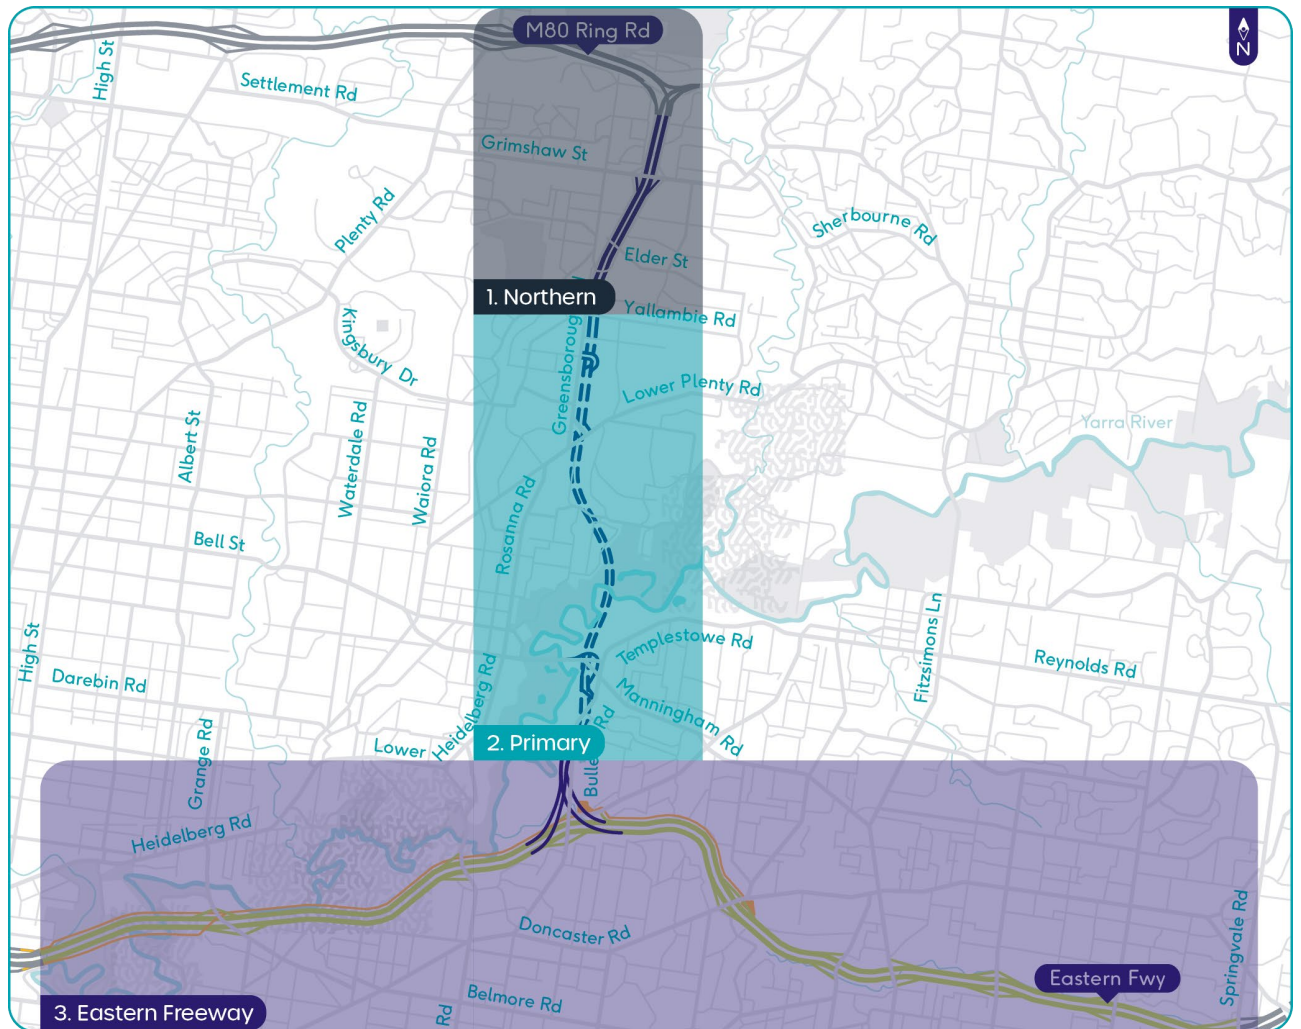 M80 Ring Rd
N
High St
Settlement Rd
Grimshaw St
Plenty Rd
Sherbourne Rd
Elder St
1. Northern
Yallambie Rd
Kingsbury Dr
Greensboroug
Lower Plenty Rd
Albert St
Waterdale Rd
Waiora Rd
Yarra River
Rosanna Rd
Bell St
High St
Darebin Rd
Templestowe Rd
Fitzsimons Ln
Reynolds Rd
Manningham Rd
Lower Heidelberg Rd
2. Primary
Bulle
Rd
Grange Rd
Heidelberg Rd
Doncaster Rd
Springvale Rd
Eastern Fwy
Belmore Rd
Rd
3. Eastern Freeway